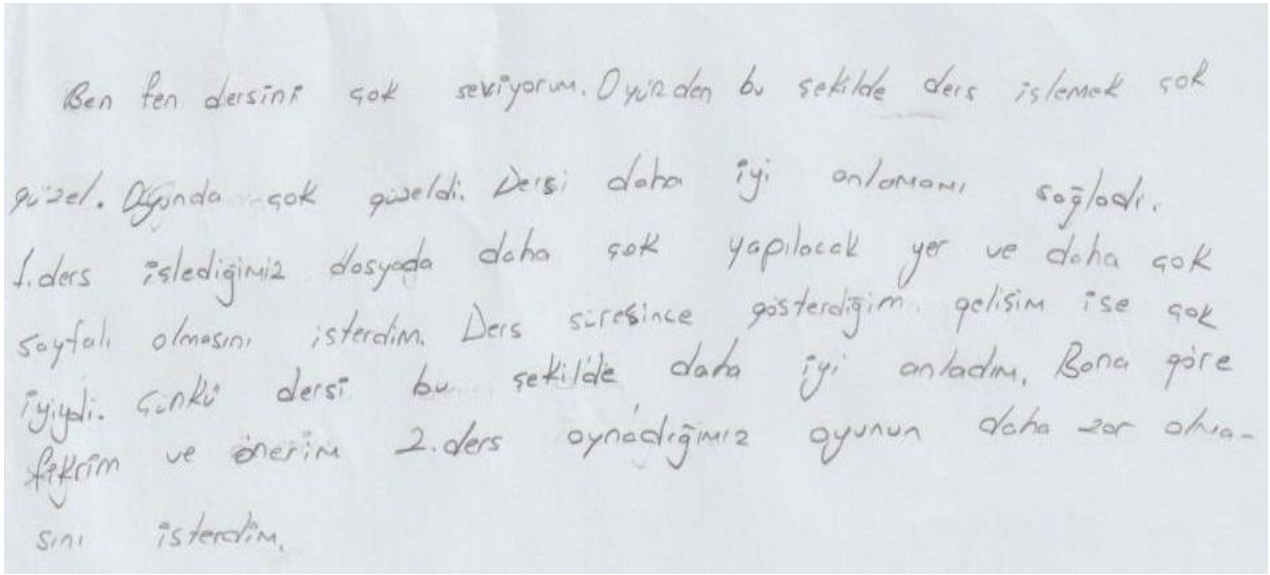 Ben fen dersini çok seviyorum. O yüzden bu şekilde ders işlemek çok
güzel. Oyunda çok güzeldi. Dersi daha iyi anlamamı sağladı.
1. ders işlediğimiz dosyada daha çok yapılacak yer ve daha çok
sayfalı olmasını isterdim. Ders süresince gösterdiğim gelişim ise çok
iyiydi. Çünkü dersi bu şekilde daha iyi anladım. Bana göre
fikrim ve önerim 2. ders oynadığımız oyunun daha zor olma-
sını isterdim.